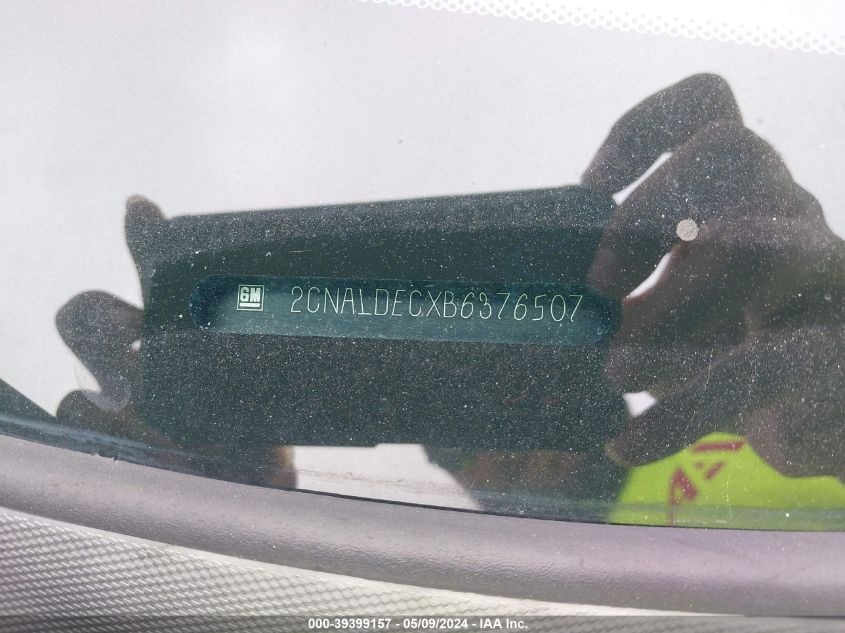 GM 2CNALDECXB6376507
000-39399157 - 05/09/2024 - IAA Inc.